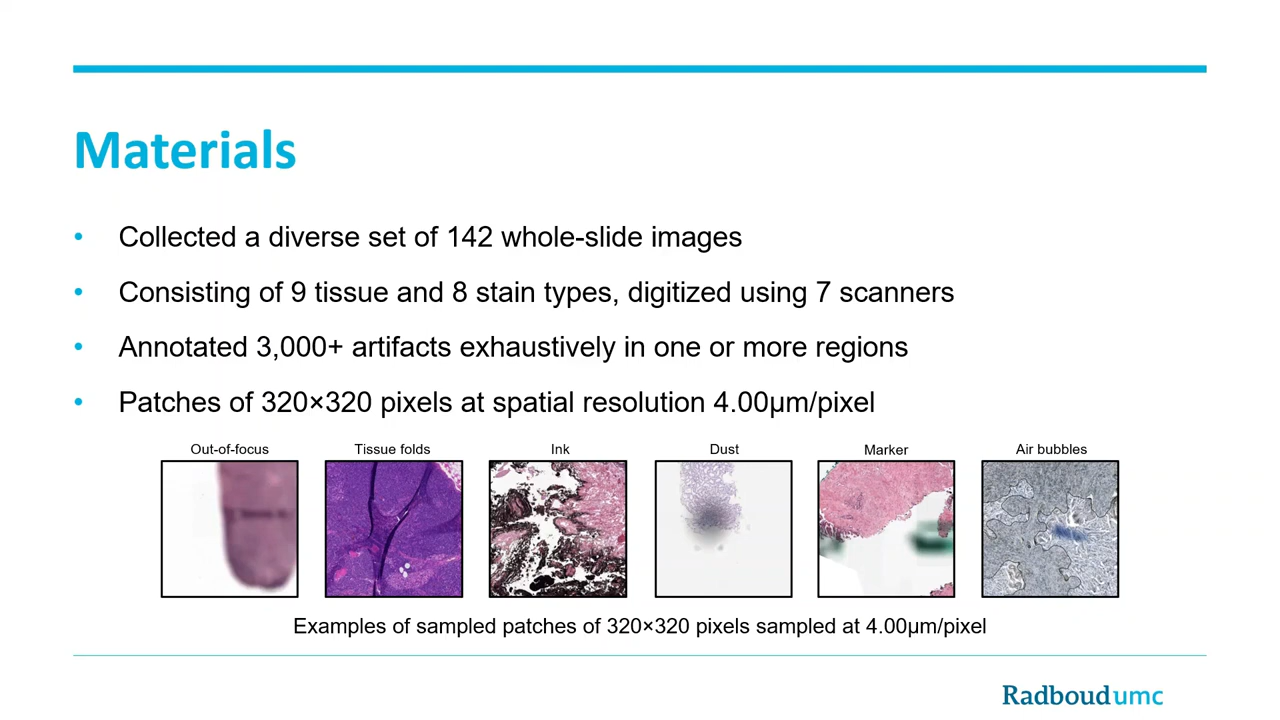 Materials
• Collected a diverse set of 142 whole-slide images
• Consisting of 9 tissue and 8 stain types, digitized using 7 scanners
• Annotated 3,000+ artifacts exhaustively in one or more regions
• Patches of 320×320 pixels at spatial resolution 4.00µm/pixel
Out-of-focus Tissue folds Ink Dust Marker Air bubbles
Examples of sampled patches of 320×320 pixels sampled at 4.00µm/pixel
Radboudumc